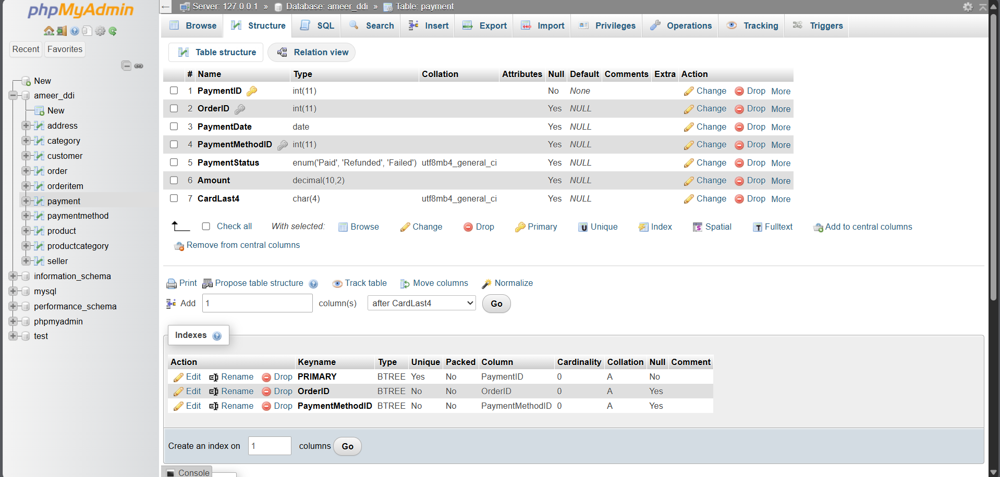 phpMyAdmin
Recent Favorites
New
ameer_ddi
New
address
category
customer
order
orderitem
payment
paymentmethod
product
productcategory
seller
information_schema
mysql
performance_schema
phpmyadmin
test
Server: 127.0.0.1 » Database: ameer_ddi » Table: payment
Browse Structure SQL Search Insert Export Import Privileges Operations Tracking Triggers
Table structure Relation view
# Name Type Collation Attributes Null Default Comments Extra Action
1 PaymentID int(11) No None Change Drop More
2 OrderID int(11) Yes NULL Change Drop More
3 PaymentDate date Yes NULL Change Drop More
4 PaymentMethodID int(11) Yes NULL Change Drop More
5 PaymentStatus enum('Paid', 'Refunded', 'Failed') utf8mb4_general_ci Yes NULL Change Drop More
6 Amount decimal(10,2) Yes NULL Change Drop More
7 CardLast4 char(4) utf8mb4_general_ci Yes NULL Change Drop More
Check all With selected: Browse Change Drop Primary Unique Index Spatial Fulltext Add to central columns
Remove from central columns
Print Propose table structure Track table Move columns Normalize
Add 1 column(s) after CardLast4 Go
Indexes
Action Keyname Type Unique Packed Column Cardinality Collation Null Comment
Edit Rename Drop PRIMARY BTREE Yes No PaymentID 0 A No
Edit Rename Drop OrderID BTREE No No OrderID 0 A Yes
Edit Rename Drop PaymentMethodID BTREE No No PaymentMethodID 0 A Yes
Create an index on 1 columns Go
Console